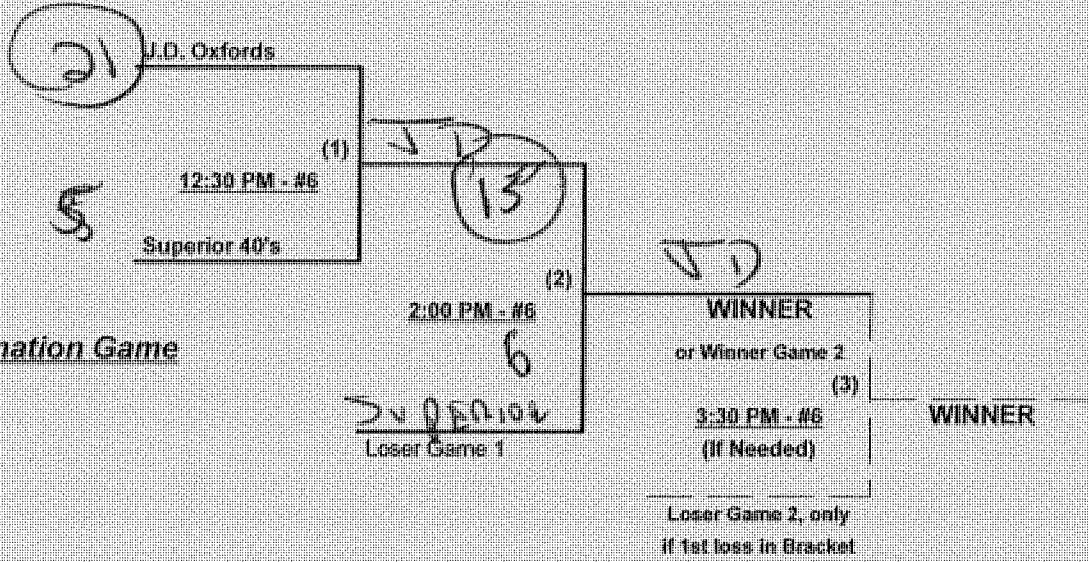 21
J.D. Oxfords
(1)
JD
12:30 PM - #6
15
5
Superior 40's
(2)
JD
2:00 PM - #6
WINNER
nation Game
6
or Winner Game 2
(3)
SUPERIOR
3:30 PM - #6
WINNER
Loser Game 1
(If Needed)
Loser Game 2, only
if 1st loss in Bracket